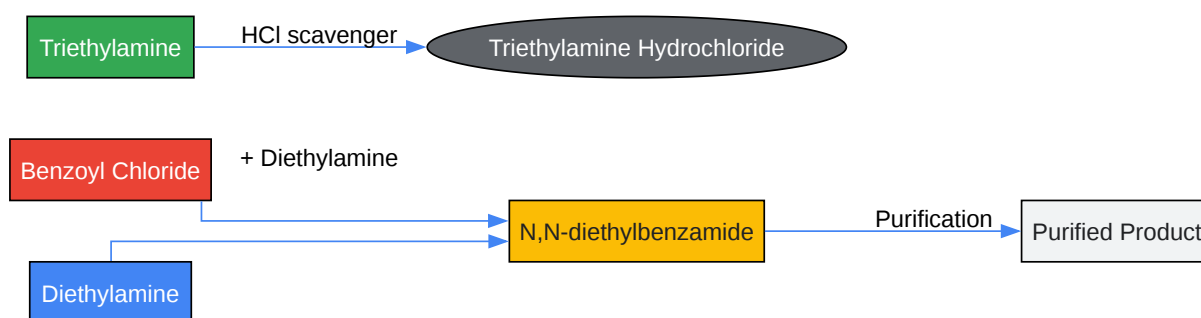 Triethylamine
HCl scavenger
Triethylamine Hydrochloride
Benzoyl Chloride
+ Diethylamine
N,N-diethylbenzamide
Purification
Purified Product
Diethylamine